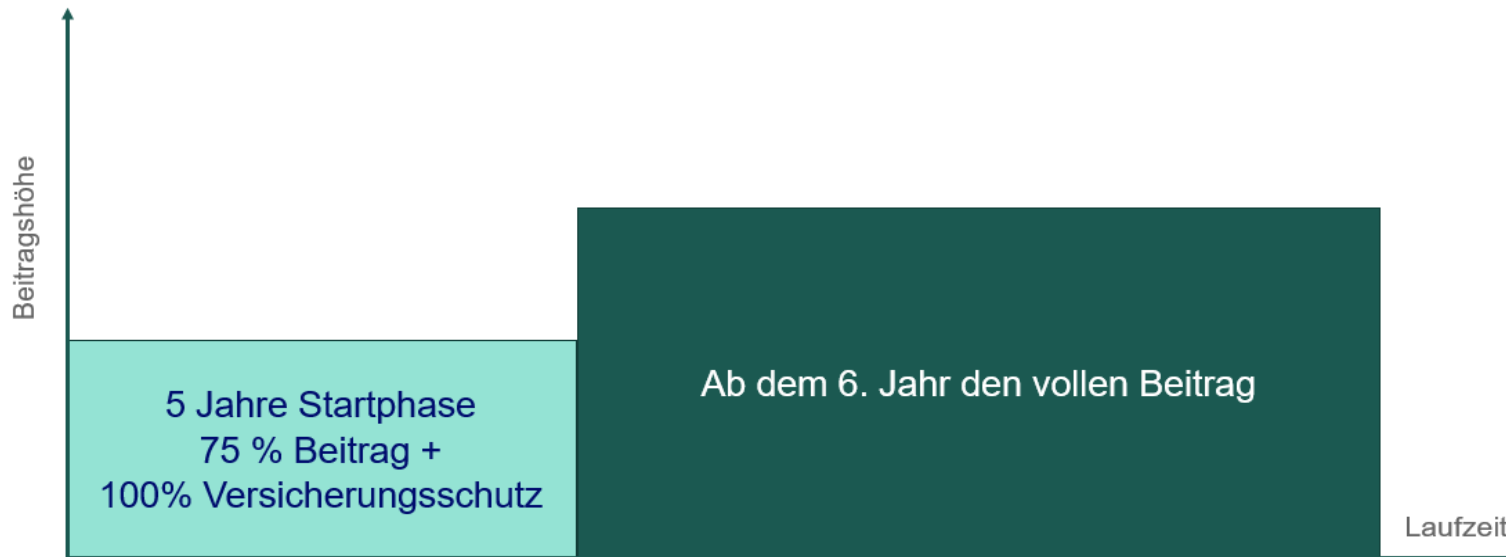 Beitragshöhe
5 Jahre Startphase
75 % Beitrag +
100% Versicherungsschutz
Ab dem 6. Jahr den vollen Beitrag
Laufzeit